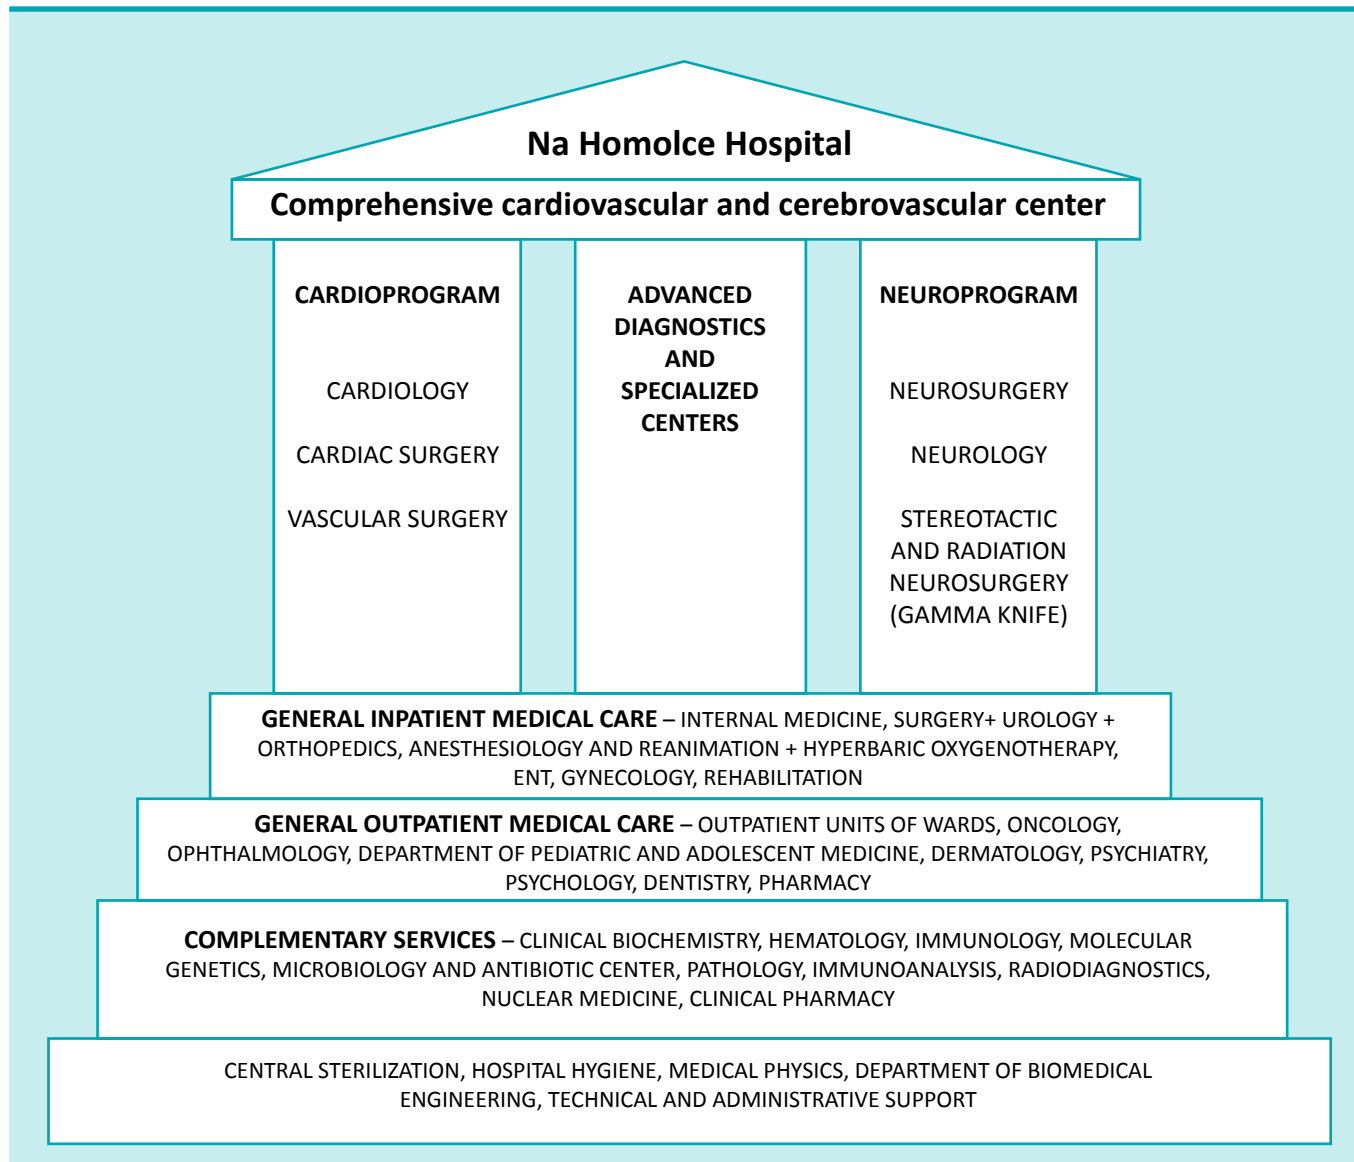 Na Homolce Hospital
Comprehensive cardiovascular and cerebrovascular center
CARDIOPROGRAM
CARDIOLOGY
CARDIAC SURGERY
VASCULAR SURGERY
ADVANCED
DIAGNOSTICS
AND
SPECIALIZED
CENTERS
NEUROPROGRAM
NEUROSURGERY
NEUROLOGY
STEREOTACTIC
AND RADIATION
NEUROSURGERY
(GAMMA KNIFE)
GENERAL INPATIENT MEDICAL CARE – INTERNAL MEDICINE, SURGERY+ UROLOGY +
ORTHOPEDICS, ANESTHESIOLOGY AND REANIMATION + HYPERBARIC OXYGENOTHERAPY,
ENT, GYNECOLOGY, REHABILITATION
GENERAL OUTPATIENT MEDICAL CARE – OUTPATIENT UNITS OF WARDS, ONCOLOGY,
OPHTHALMOLOGY, DEPARTMENT OF PEDIATRIC AND ADOLESCENT MEDICINE, DERMATOLOGY, PSYCHIATRY,
PSYCHOLOGY, DENTISTRY, PHARMACY
COMPLEMENTARY SERVICES – CLINICAL BIOCHEMISTRY, HEMATOLOGY, IMMUNOLOGY, MOLECULAR
GENETICS, MICROBIOLOGY AND ANTIBIOTIC CENTER, PATHOLOGY, IMMUNOANALYSIS, RADIODIAGNOSTICS,
NUCLEAR MEDICINE, CLINICAL PHARMACY
CENTRAL STERILIZATION, HOSPITAL HYGIENE, MEDICAL PHYSICS, DEPARTMENT OF BIOMEDICAL
ENGINEERING, TECHNICAL AND ADMINISTRATIVE SUPPORT